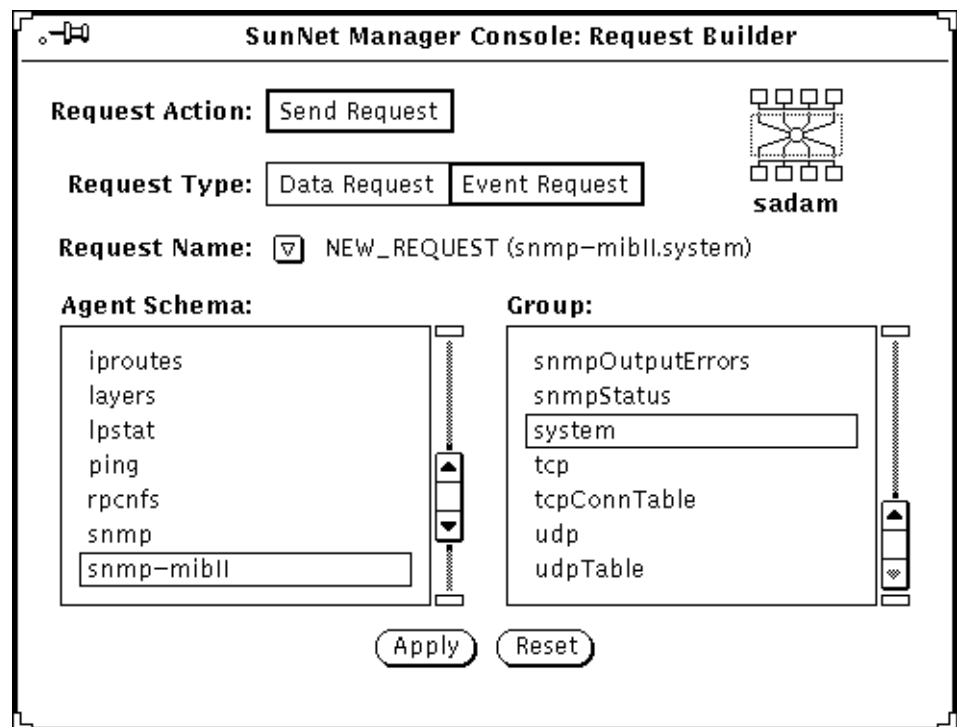 SunNet Manager Console: Request Builder
Request Action: Send Request
Request Type: Data Request Event Request
sadam
Request Name: NEW_REQUEST (snmp-mibII.system)
Agent Schema:
iproutes
layers
lpstat
ping
rpcnfs
snmp
snmp-mibII
Group:
snmpOutputErrors
snmpStatus
system
tcp
tcpConnTable
udp
udpTable
Apply Reset